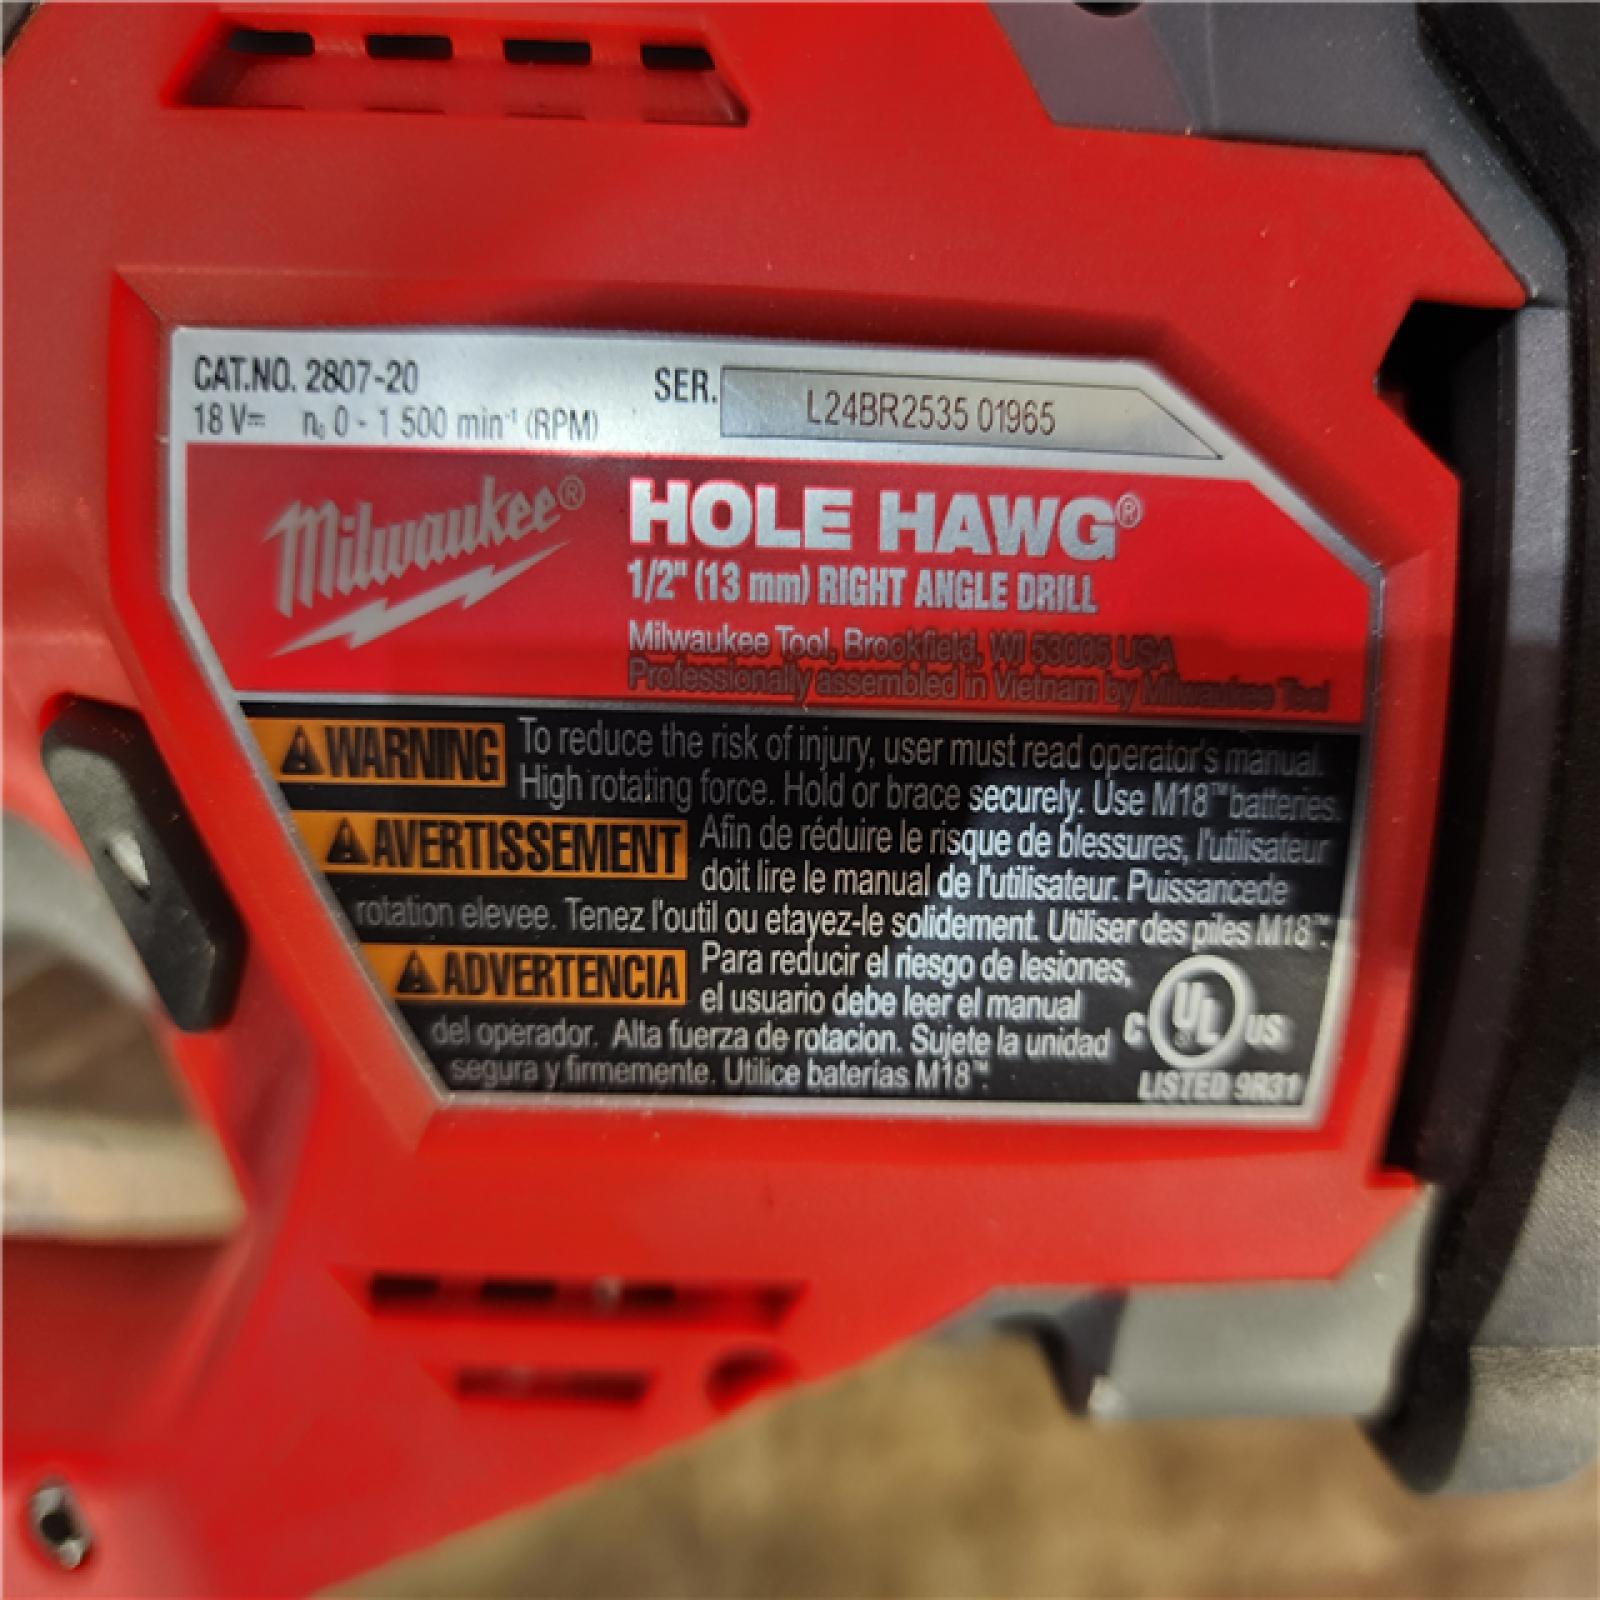 CAT.NO. 2807-20
18 V⎓ n₀ 0 - 1 500 min⁻¹ (RPM)
SER. L24BR2535 01965
Milwaukee®
HOLE HAWG®
1/2" (13 mm) RIGHT ANGLE DRILL
Milwaukee Tool, Brookfield, WI 53005 USA
Professionally assembled in Vietnam by Milwaukee Tool
⚠WARNING To reduce the risk of injury, user must read operator's manual.
High rotating force. Hold or brace securely. Use M18™ batteries.
⚠AVERTISSEMENT Afin de réduire le risque de blessures, l'utilisateur
doit lire le manual de l'utilisateur. Puissancede
rotation elevee. Tenez l'outil ou etayez-le solidement. Utiliser des piles M18™.
⚠ADVERTENCIA Para reducir el riesgo de lesiones,
el usuario debe leer el manual
del operador. Alta fuerza de rotacion. Sujete la unidad
segura y firmemente. Utilice baterias M18™.
C UL US
LISTED 9R31